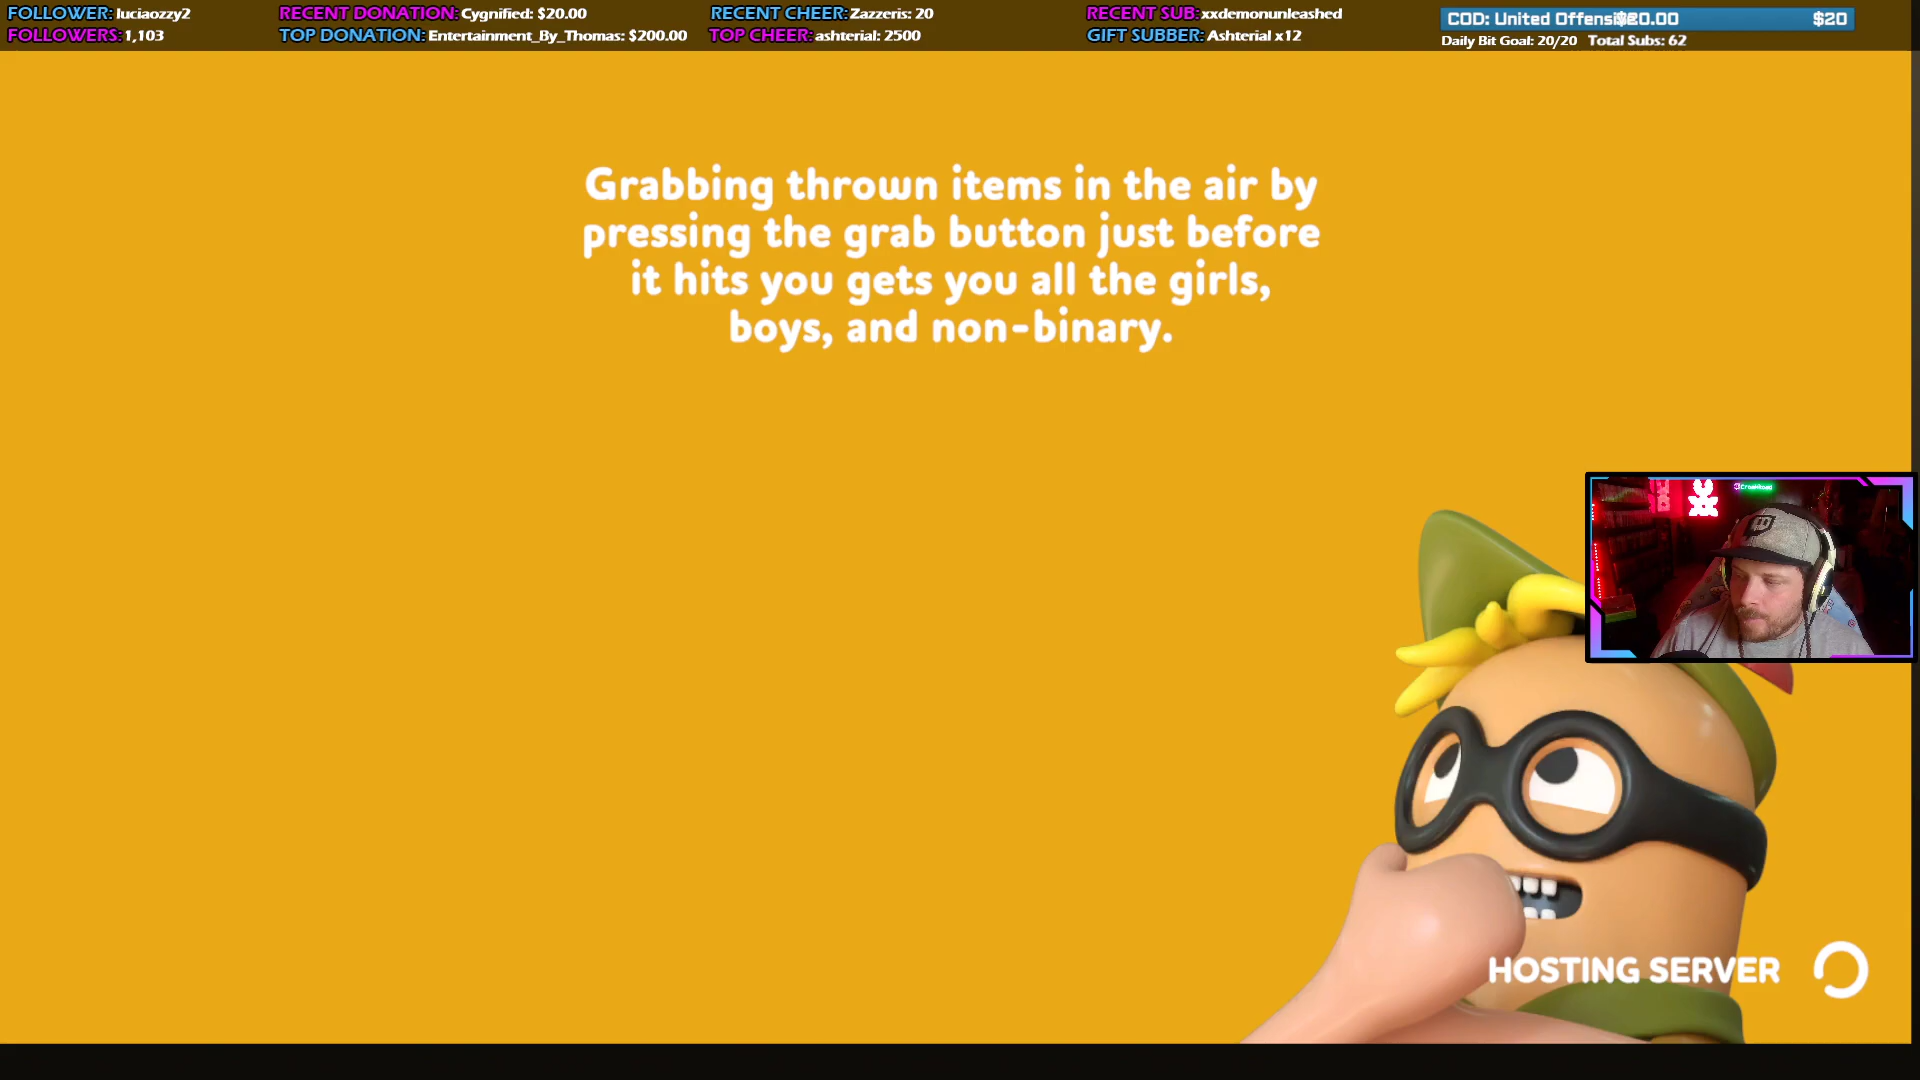 FOLLOWER: luciaozzy2
FOLLOWERS: 1,103
RECENT DONATION: Cygnified: $20.00
TOP DONATION: Entertainment_By_Thomas: $200.00
RECENT CHEER: Zazzeris: 20
TOP CHEER: ashterial: 2500
RECENT SUB: xxdemonunleashed
GIFT SUBBER: Ashterial x12
COD: United Offensi $20
Daily Bit Goal: 20/20 Total Subs: 62
Grabbing thrown items in the air by
pressing the grab button just before
it hits you gets you all the girls,
boys, and non-binary.
HOSTING SERVER